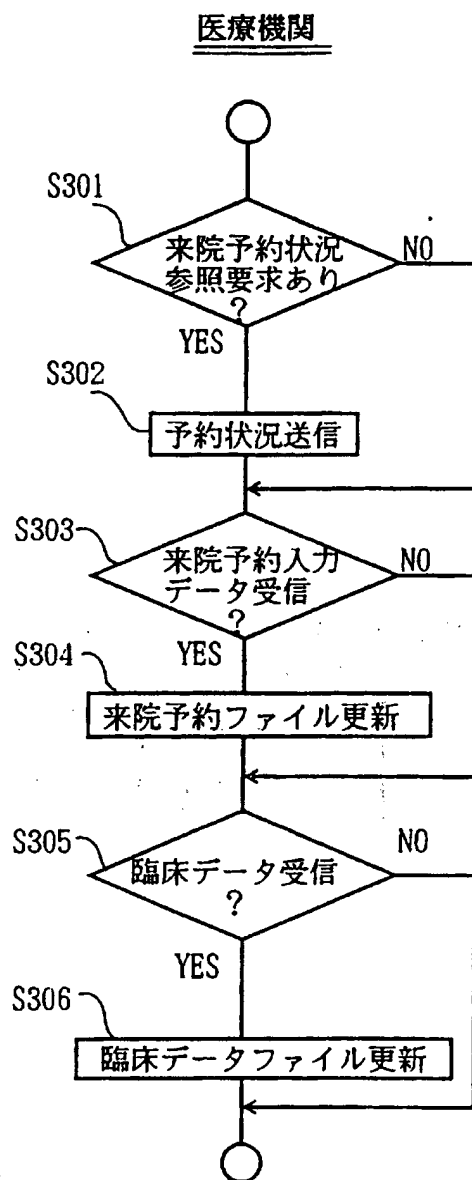 医療機関
S301
来院予約状況
参照要求あり
?
NO
YES
S302
予約状況送信
S303
来院予約入力
データ受信
?
NO
YES
S304
来院予約ファイル更新
S305
臨床データ受信
?
NO
YES
S306
臨床データファイル更新